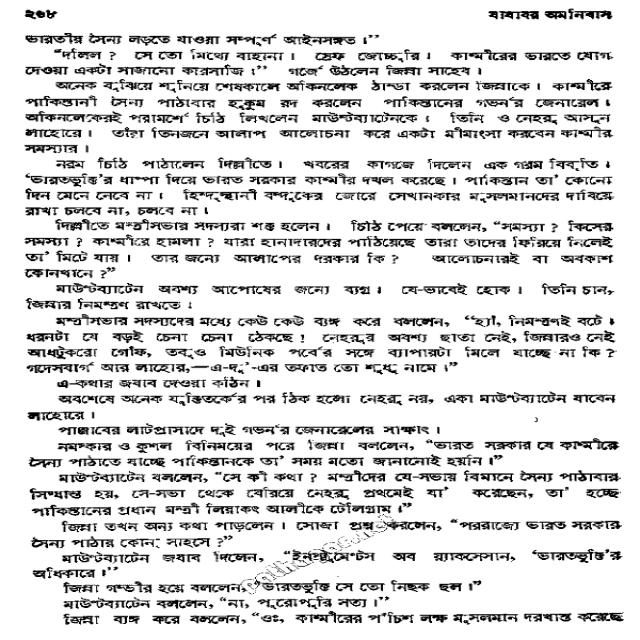 ২৬৮ যাযাবর অমনিবাস
ভারতীয় সৈন্য লড়তে যাওয়া সম্পূর্ণ আইনসঙ্গত।”
“দলিল? সে তো মিথ্যে বাহানা। স্রেফ জোচ্চুরি। কাশ্মীরের ভারতে যোগ
দেওয়া একটা সাজানো কারসাজি!” গর্জে উঠলেন জিন্না সাহেব।
অনেক বুঝিয়ে শুনিয়ে শেষকালে অকিনলেক ঠান্ডা করলেন জিন্নাকে। কাশ্মীরে
পাকিস্তানী সৈন্য পাঠাবার হুকুম রদ করলেন পাকিস্তানের গভর্নর জেনারেল।
অকিনলেকেরই পরামর্শে চিঠি লিখলেন মাউন্টব্যাটেনকে। তিনি ও নেহরু আসুন
লাহোরে। তাঁরা তিনজনে আলাপ আলোচনা করে একটা মীমাংসা করবেন কাশ্মীর
সমস্যার।
নরম চিঠি পাঠালেন দিল্লীতে। খবরের কাগজে দিলেন এক গরম বিবৃতি।
‘ভারতভুক্তি’র ধাপ্পা দিয়ে ভারত সরকার কাশ্মীর দখল করেছে। পাকিস্তান তা’ কোনো
দিন মেনে নেবে না। হিন্দুস্থানী বন্দুকের জোরে সেখানকার মুসলমানদের দাবিয়ে
রাখা চলবে না, চলবে না।
দিল্লীতে মন্ত্রীসভার সদস্যরা শক্ত হলেন। চিঠি পেয়ে বললেন, “সমস্যা? কিসের
সমস্যা? কাশ্মীরে হামলা? যারা হানাদারদের পাঠিয়েছে তারা তাদের ফিরিয়ে নিলেই
তা’ মিটে যায়। তার জন্যে আলাপের দরকার কি? আলোচনারই বা অবকাশ
কোনখানে?”
মাউন্টব্যাটেন অবশ্য আপোষের জন্যে ব্যগ্র। যে-ভাবেই হোক। তিনি চান,
জিন্নার নিমন্ত্রণ রাখতে।
মন্ত্রীসভার সদস্যদের মধ্যে কেউ কেউ ব্যঙ্গ করে বললেন, “হ্যাঁ, নিমন্ত্রণই বটে।
ধরনটা যে বড়ই চেনা চেনা ঠেকছে! নেহরুর অবশ্য ছাতা নেই, জিন্নারও নেই
আধটুকরো গোঁফ, তবুও মিউনিক পর্বের সঙ্গে ব্যাপারটা মিলে যাচ্ছে না কি?
গদেসবার্গ আর লাহোর,—এ-দু’-এর তফাত তো শুধু নামে।”
এ-কথার জবাব দেওয়া কঠিন।
অবশেষে অনেক যুক্তিতর্কের পর ঠিক হলো নেহরু নয়, একা মাউন্টব্যাটেন যাবেন
লাহোরে।
পাঞ্জাবের লাটপ্রাসাদে দুই গভর্নর জেনারেলের সাক্ষাৎ।
নমস্কার ও কুশল বিনিময়ের পরে জিন্না বললেন, “ভারত সরকার যে কাশ্মীরে
সৈন্য পাঠাতে যাচ্ছে পাকিস্তানকে তা’ সময় মতো জানানোই হয়নি।”
মাউন্টব্যাটেন বললেন, “সে কী কথা? মন্ত্রীদের যে-সভায় বিমানে সৈন্য পাঠাবার
সিদ্ধান্ত হয়, সে-সভা থেকে বেরিয়ে নেহরু প্রথমেই যা’ করেছেন, তা’ হচ্ছে
পাকিস্তানের প্রধান মন্ত্রী লিয়াকৎ আলীকে টেলিগ্রাম।”
জিন্না তখন অন্য কথা পাড়লেন। সোজা প্রশ্ন করলেন, “পররাজ্যে ভারত সরকার
সৈন্য পাঠায় কোন্ সাহসে?”
মাউন্টব্যাটেন জবাব দিলেন, “ইনস্ট্রুমেন্টস অব য়্যাকসেসান, ‘ভারতভুক্তি’র
অধিকারে।”
জিন্না গম্ভীর হয়ে বললেন, “ভারতভুক্তি সে তো নিছক ছল।”
মাউন্টব্যাটেন বললেন, “না, পুরোপুরি সত্য।”
জিন্না ব্যঙ্গ করে বললেন, “ওঃ, কাশ্মীরের পঁচিশ লক্ষ মুসলমান দরখাস্ত করেছে